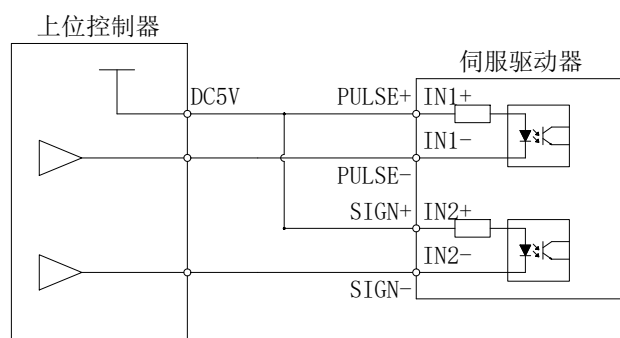 上位控制器
伺服驱动器
DC5V
PULSE+
IN1+
IN1-
PULSE-
SIGN+
IN2+
IN2-
SIGN-